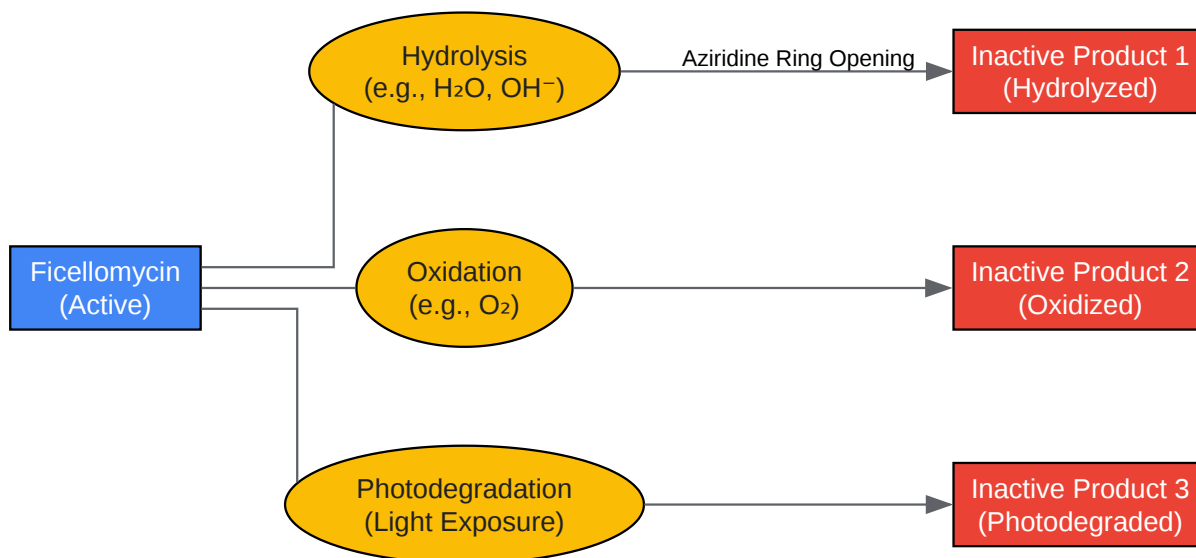 Hydrolysis
(e.g., H₂O, OH⁻)
Aziridine Ring Opening
Inactive Product 1
(Hydrolyzed)
Ficellomycin
(Active)
Oxidation
(e.g., O₂)
Inactive Product 2
(Oxidized)
Photodegradation
(Light Exposure)
Inactive Product 3
(Photodegraded)